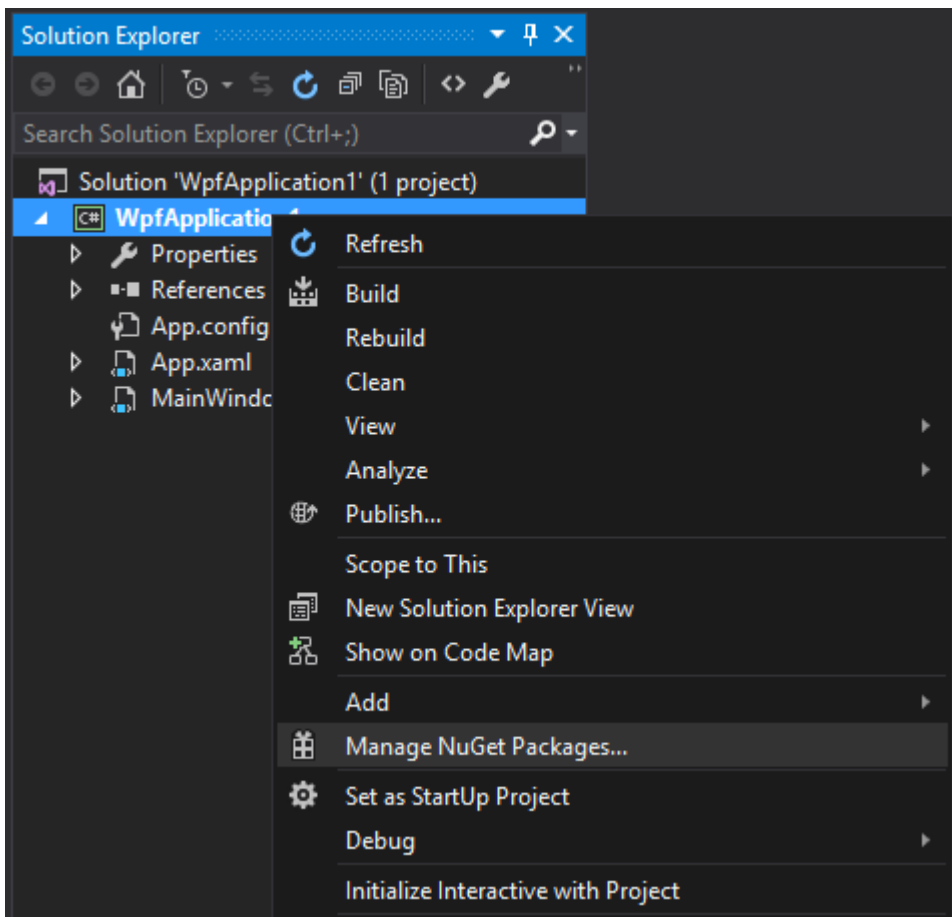 Solution Explorer
Search Solution Explorer (Ctrl+;)
Solution 'WpfApplication1' (1 project)
C# WpfApplicatio
Properties
References
App.config
App.xaml
MainWindo
Refresh
Build
Rebuild
Clean
View
Analyze
Publish...
Scope to This
New Solution Explorer View
Show on Code Map
Add
Manage NuGet Packages...
Set as StartUp Project
Debug
Initialize Interactive with Project